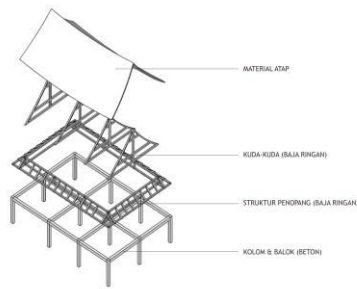 MATERIAL ATAP
KUDA-KUDA (BAJA RINGAN)
STRUKTUR PENOPANG (BAJA RINGAN
KOLOM & BALOK (BETON)